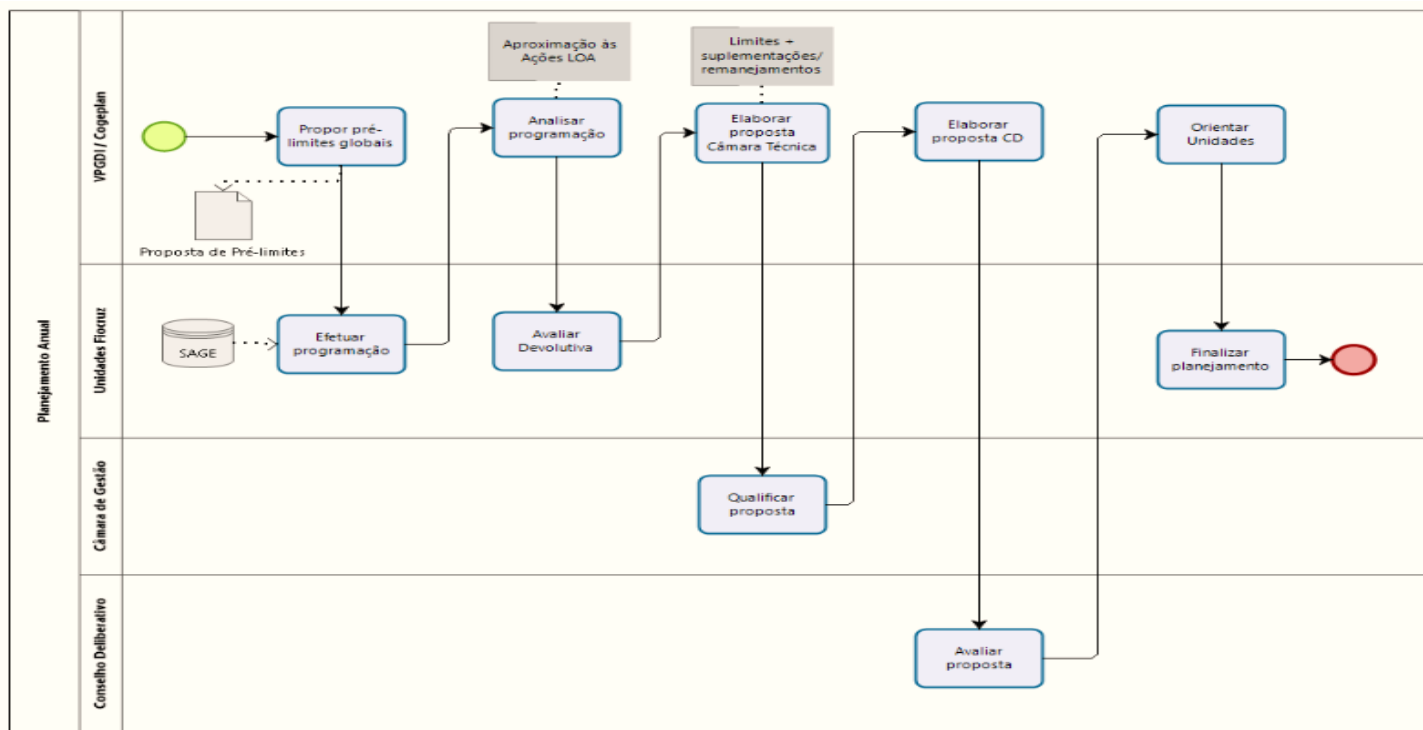 Planejamento Anual
VPGDI / Cogeplan
Aproximação às
Ações LOA
Limites +
suplementações/
remanejamentos
Propor pré-
limites globais
Analisar
programação
Elaborar
proposta
Câmara Técnica
Elaborar
proposta CD
Orientar
Unidades
Proposta de Pré-limites
Unidades Fiocruz
SAGE
Efetuar
programação
Avaliar
Devolutiva
Finalizar
planejamento
Câmara de Gestão
Qualificar
proposta
Conselho Deliberativo
Avaliar
proposta